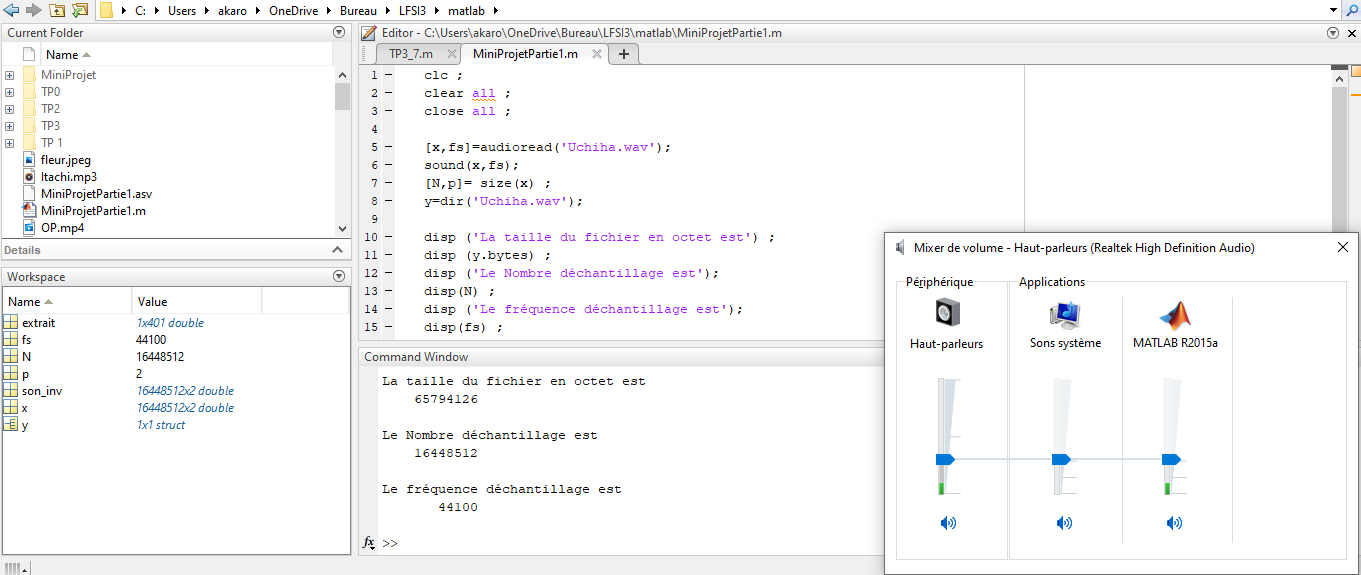 C: Users akaro OneDrive Bureau LFSI3 matlab
Current Folder
Name
MiniProjet
TP0
TP2
TP3
TP 1
fleur.jpeg
Itachi.mp3
MiniProjetPartie1.asv
MiniProjetPartie1.m
OP.mp4
Details
Workspace
Name Value
extrait 1x401 double
fs 44100
N 16448512
p 2
son_inv 16448512x2 double
x 16448512x2 double
y 1x1 struct
Editor - C:\Users\akaro\OneDrive\Bureau\LFSI3\matlab\MiniProjetPartie1.m
TP3_7.m MiniProjetPartie1.m
1 - clc ;
2 - clear all ;
3 - close all ;
4
5 - [x,fs]=audioread('Uchiha.wav');
6 - sound(x,fs);
7 - [N,p]= size(x) ;
8 - y=dir('Uchiha.wav');
9
10 - disp ('La taille du fichier en octet est') ;
11 - disp (y.bytes) ;
12 - disp ('Le Nombre déchantillage est');
13 - disp(N) ;
14 - disp ('Le fréquence déchantillage est');
15 - disp(fs) ;
Command Window
La taille du fichier en octet est
65794126
Le Nombre déchantillage est
16448512
Le fréquence déchantillage est
44100
fx >>
Mixer de volume - Haut-parleurs (Realtek High Definition Audio)
Périphérique
Applications
Haut-parleurs
Sons système
MATLAB R2015a